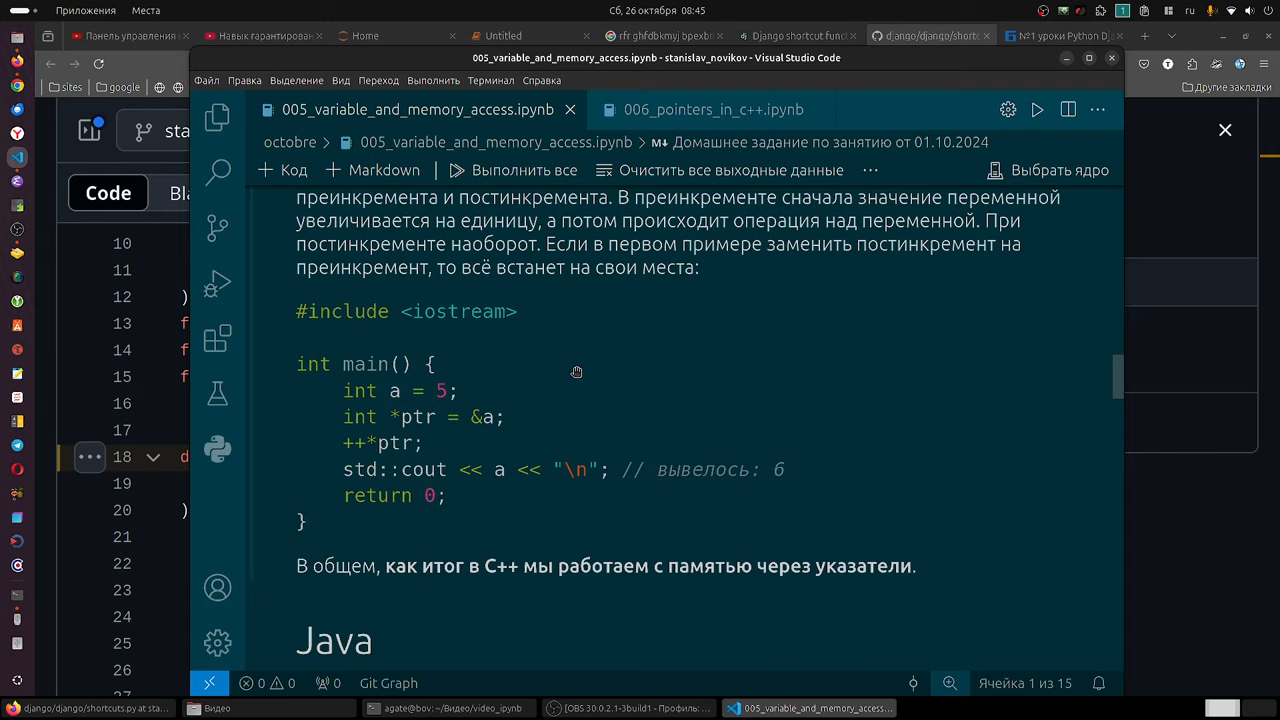 Приложения Места
Сб, 26 октября 08:45
ru
Панель управления
Навык гарантирован
Home
Untitled
rfr ghfdbkmyj bpexbn
Django shortcut funct
django/django/shortc
№1 уроки Python Dj
sites google
Другие закладки
005_variable_and_memory_access.ipynb - stanislav_novikov - Visual Studio Code
Файл Правка Выделение Вид Переход Выполнить Терминал Справка
005_variable_and_memory_access.ipynb
006_pointers_in_c++.ipynb
octobre > 005_variable_and_memory_access.ipynb > Домашнее задание по занятию от 01.10.2024
+ Код + Markdown Выполнить все Очистить все выходные данные ··· Выбрать ядро
sta
Code Bla
преинкремента и постинкремента. В преинкременте сначала значение переменной
увеличивается на единицу, а потом происходит операция над переменной. При
постинкременте наоборот. Если в первом примере заменить постинкремент на
преинкремент, то всё встанет на свои места:
#include <iostream>
int main() {
int a = 5;
int *ptr = &a;
++*ptr;
std::cout << a << "\n"; // вывелось: 6
return 0;
}
В общем, как итог в C++ мы работаем с памятью через указатели.
Java
10
11
12 )
13 f
14 f
15 f
16
17
18 d
19
20 )
21
22
23
24
25
26
0 0 0 Git Graph
Ячейка 1 из 15
django/django/shortcuts.py at sta...
Видео
agate@bov: ~/Видео/video_ipynb
[OBS 30.0.2.1-3build1 - Профиль: ...
005_variable_and_memory_access...